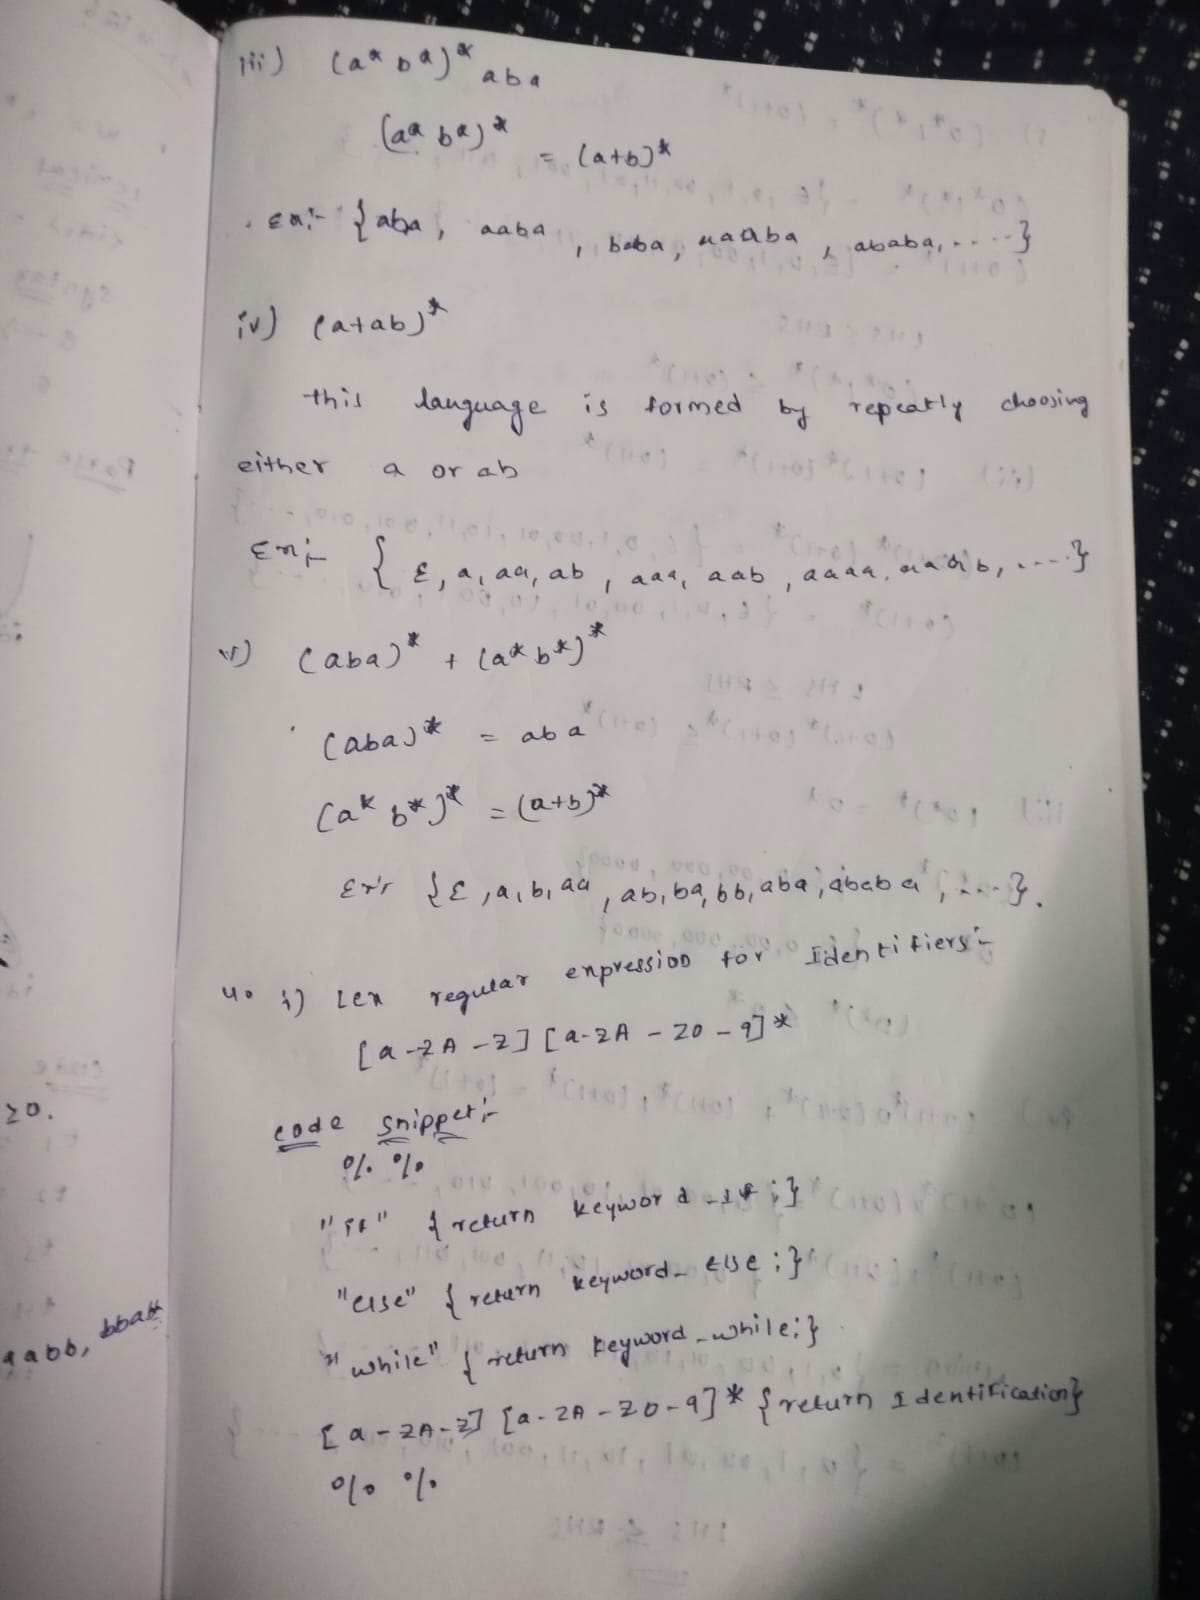 iii) (a* b*)* aba
(a* b*)* = (a+b)*
Ex:- {aba, aaba, baba, aaaba, ababa, ....}
iv) (a+ab)*
this language is formed by repeatly choosing
either a or ab
Ex:- { ε, a, aa, ab, aaa, aab, aaaa, aaab, ....}
v) (aba)* + (a* b*)*
(aba)* = aba
(a* b*)* = (a+b)*
Ex:- {ε, a, b, aa, ab, ba, bb, aba, ababa, ....}.
4. i) Lex regular expression for Identifiers:-
[a-zA-Z] [a-zA-Z0-9]*
code snippet:-
% %
"if" {return keyword_if;}
"else" {return keyword_else;}
"while" {return keyword_while;}
[a-zA-Z] [a-zA-Z0-9]* {return Identification}
% %
20.
aabb, bbaa